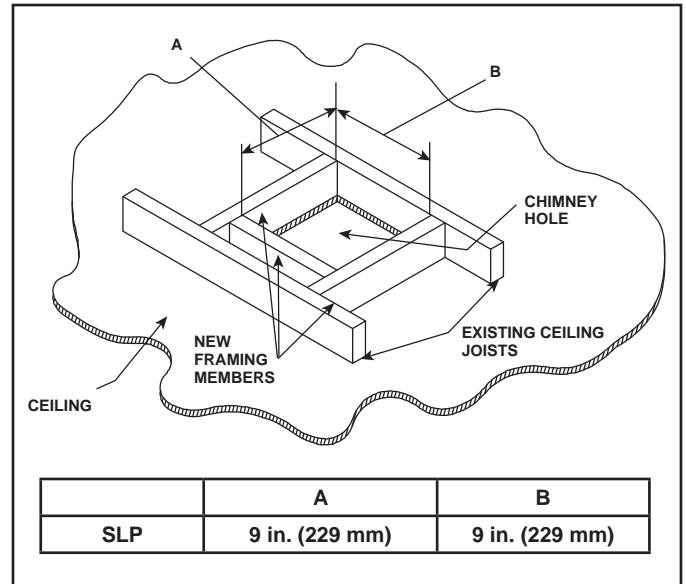 A
B
CHIMNEY
HOLE
NEW
FRAMING
MEMBERS
EXISTING CEILING
JOISTS
CEILING
A B
SLP 9 in. (229 mm) 9 in. (229 mm)